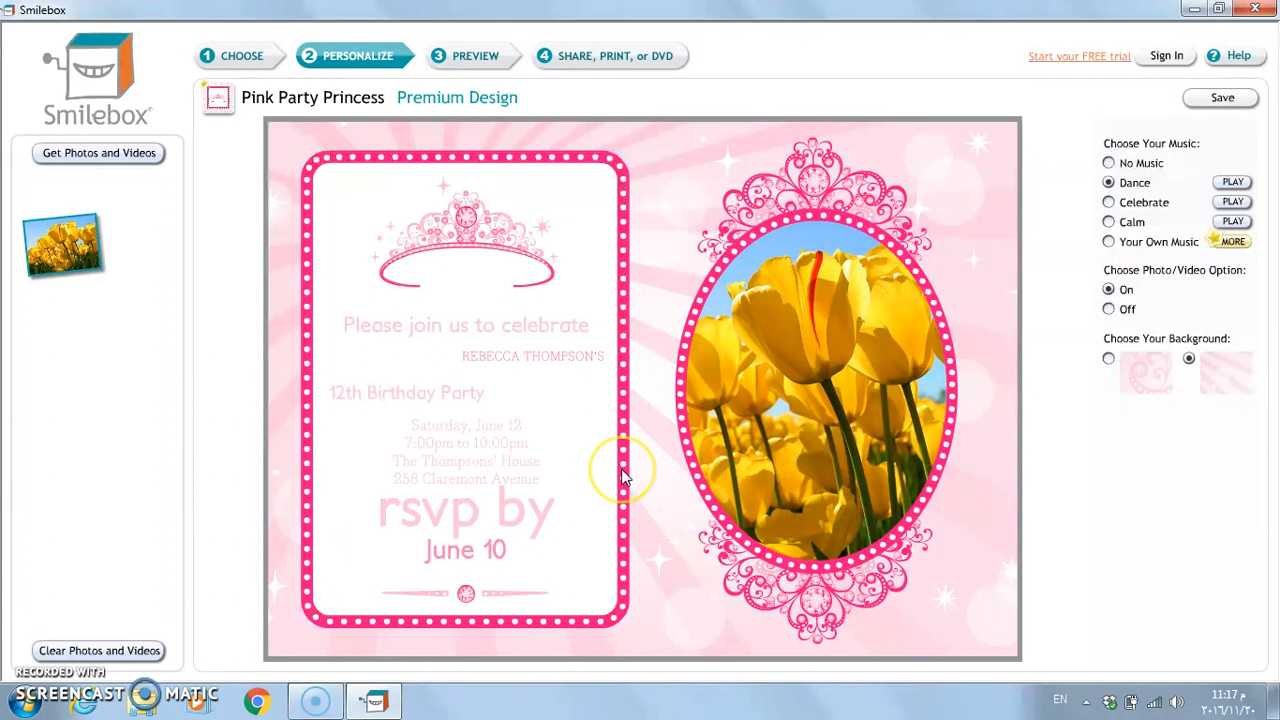 Smilebox
Smilebox
1 CHOOSE
2 PERSONALIZE
3 PREVIEW
4 SHARE, PRINT, or DVD
Start your FREE trial
Sign In
? Help
Pink Party Princess Premium Design
Save
Get Photos and Videos
Please join us to celebrate
REBECCA THOMPSON'S
12th Birthday Party
Saturday, June 12
7:00pm to 10:00pm
The Thompsons' House
258 Claremont Avenue
rsvp by
June 10
Choose Your Music:
No Music
Dance PLAY
Celebrate PLAY
Calm PLAY
Your Own Music MORE
Choose Photo/Video Option:
On
Off
Choose Your Background:
Clear Photos and Videos
RECORDED WITH
SCREENCAST MATIC
EN
11:17 م
٢٠١٦/١١/٢٠